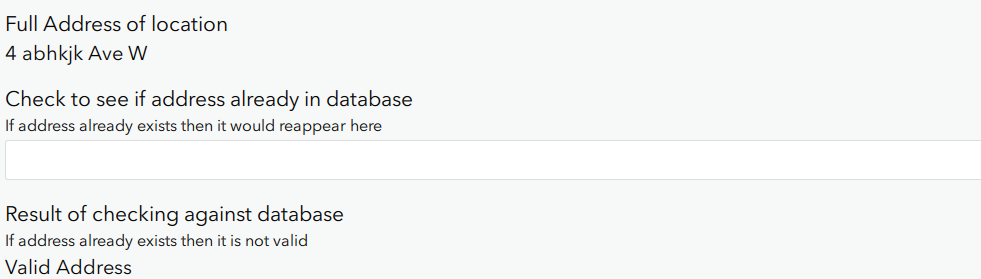 Full Address of location
4 abhkjk Ave W
Check to see if address already in database
If address already exists then it would reappear here
Result of checking against database
If address already exists then it is not valid
Valid Address